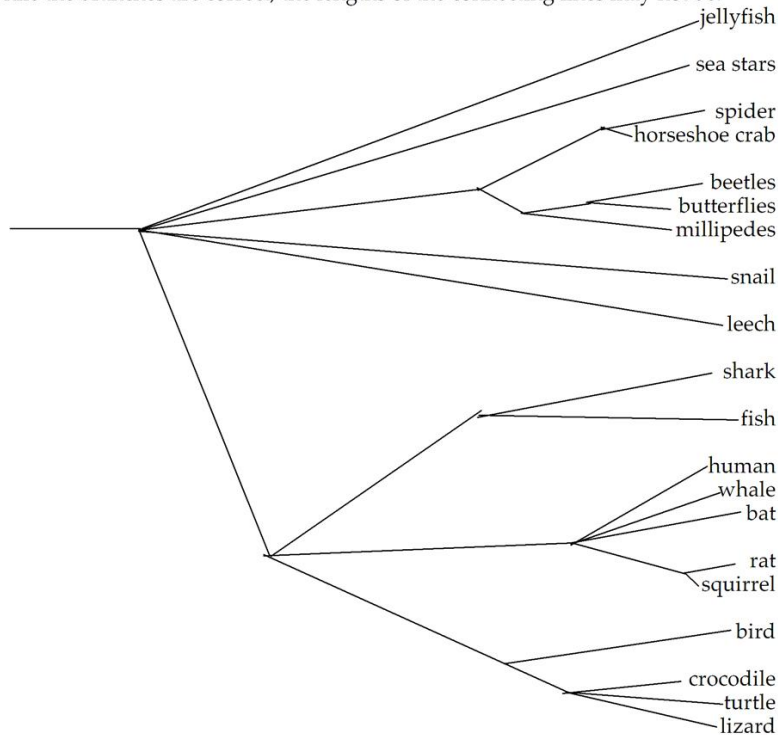 jellyfish
sea stars
spider
horseshoe crab
beetles
butterflies
millipedes
snail
leech
shark
fish
human
whale
bat
rat
squirrel
bird
crocodile
turtle
lizard